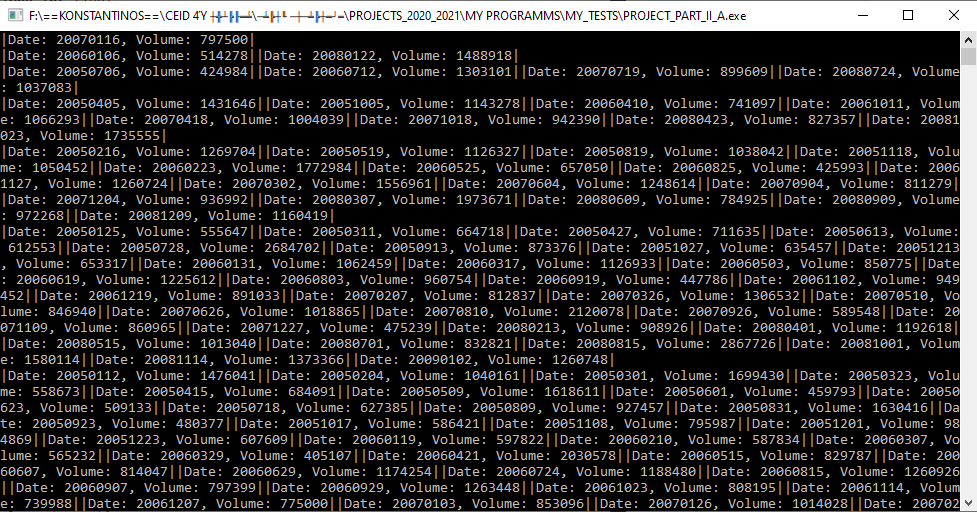 F:\==KONSTANTINOS==\CEID 4Ύ \PROJECTS_2020_2021\MY PROGRAMMS\MY_TESTS\PROJECT_PART_II_A.exe
|Date: 20070116, Volume: 797500|
|Date: 20060106, Volume: 514278||Date: 20080122, Volume: 1488918|
|Date: 20050706, Volume: 424984||Date: 20060712, Volume: 1303101||Date: 20070719, Volume: 899609||Date: 20080724, Volume
: 1037083|
|Date: 20050405, Volume: 1431646||Date: 20051005, Volume: 1143278||Date: 20060410, Volume: 741097||Date: 20061011, Volum
e: 1066293||Date: 20070418, Volume: 1004039||Date: 20071018, Volume: 942390||Date: 20080423, Volume: 827357||Date: 20081
023, Volume: 1735555|
|Date: 20050216, Volume: 1269704||Date: 20050519, Volume: 1126327||Date: 20050819, Volume: 1038042||Date: 20051118, Volu
me: 1050452||Date: 20060223, Volume: 1772984||Date: 20060525, Volume: 657050||Date: 20060825, Volume: 425993||Date: 2006
1127, Volume: 1260724||Date: 20070302, Volume: 1556961||Date: 20070604, Volume: 1248614||Date: 20070904, Volume: 811279|
|Date: 20071204, Volume: 936992||Date: 20080307, Volume: 1973671||Date: 20080609, Volume: 784925||Date: 20080909, Volume
: 972268||Date: 20081209, Volume: 1160419|
|Date: 20050125, Volume: 555647||Date: 20050311, Volume: 664718||Date: 20050427, Volume: 711635||Date: 20050613, Volume:
 612553||Date: 20050728, Volume: 2684702||Date: 20050913, Volume: 873376||Date: 20051027, Volume: 635457||Date: 20051213
, Volume: 653317||Date: 20060131, Volume: 1062459||Date: 20060317, Volume: 1126933||Date: 20060503, Volume: 850775||Date
: 20060619, Volume: 1225612||Date: 20060803, Volume: 960754||Date: 20060919, Volume: 447786||Date: 20061102, Volume: 949
452||Date: 20061219, Volume: 891033||Date: 20070207, Volume: 812837||Date: 20070326, Volume: 1306532||Date: 20070510, Vo
lume: 846940||Date: 20070626, Volume: 1018865||Date: 20070810, Volume: 2120078||Date: 20070926, Volume: 589548||Date: 20
071109, Volume: 860965||Date: 20071227, Volume: 475239||Date: 20080213, Volume: 908926||Date: 20080401, Volume: 1192618|
|Date: 20080515, Volume: 1013040||Date: 20080701, Volume: 832821||Date: 20080815, Volume: 2867726||Date: 20081001, Volum
e: 1580114||Date: 20081114, Volume: 1373366||Date: 20090102, Volume: 1260748|
|Date: 20050112, Volume: 1476041||Date: 20050204, Volume: 1040161||Date: 20050301, Volume: 1699430||Date: 20050323, Volu
me: 558673||Date: 20050415, Volume: 684091||Date: 20050509, Volume: 1618611||Date: 20050601, Volume: 459793||Date: 20050
623, Volume: 509133||Date: 20050718, Volume: 627385||Date: 20050809, Volume: 927457||Date: 20050831, Volume: 1630416||Da
te: 20050923, Volume: 480377||Date: 20051017, Volume: 586421||Date: 20051108, Volume: 795987||Date: 20051201, Volume: 98
4869||Date: 20051223, Volume: 607609||Date: 20060119, Volume: 597822||Date: 20060210, Volume: 587834||Date: 20060307, Vo
lume: 565232||Date: 20060329, Volume: 405107||Date: 20060421, Volume: 2030578||Date: 20060515, Volume: 829787||Date: 200
60607, Volume: 814047||Date: 20060629, Volume: 1174254||Date: 20060724, Volume: 1188480||Date: 20060815, Volume: 1260926
||Date: 20060907, Volume: 797399||Date: 20060929, Volume: 1263448||Date: 20061023, Volume: 808195||Date: 20061114, Volum
e: 739988||Date: 20061207, Volume: 775000||Date: 20070103, Volume: 853096||Date: 20070126, Volume: 1014028||Date: 200702